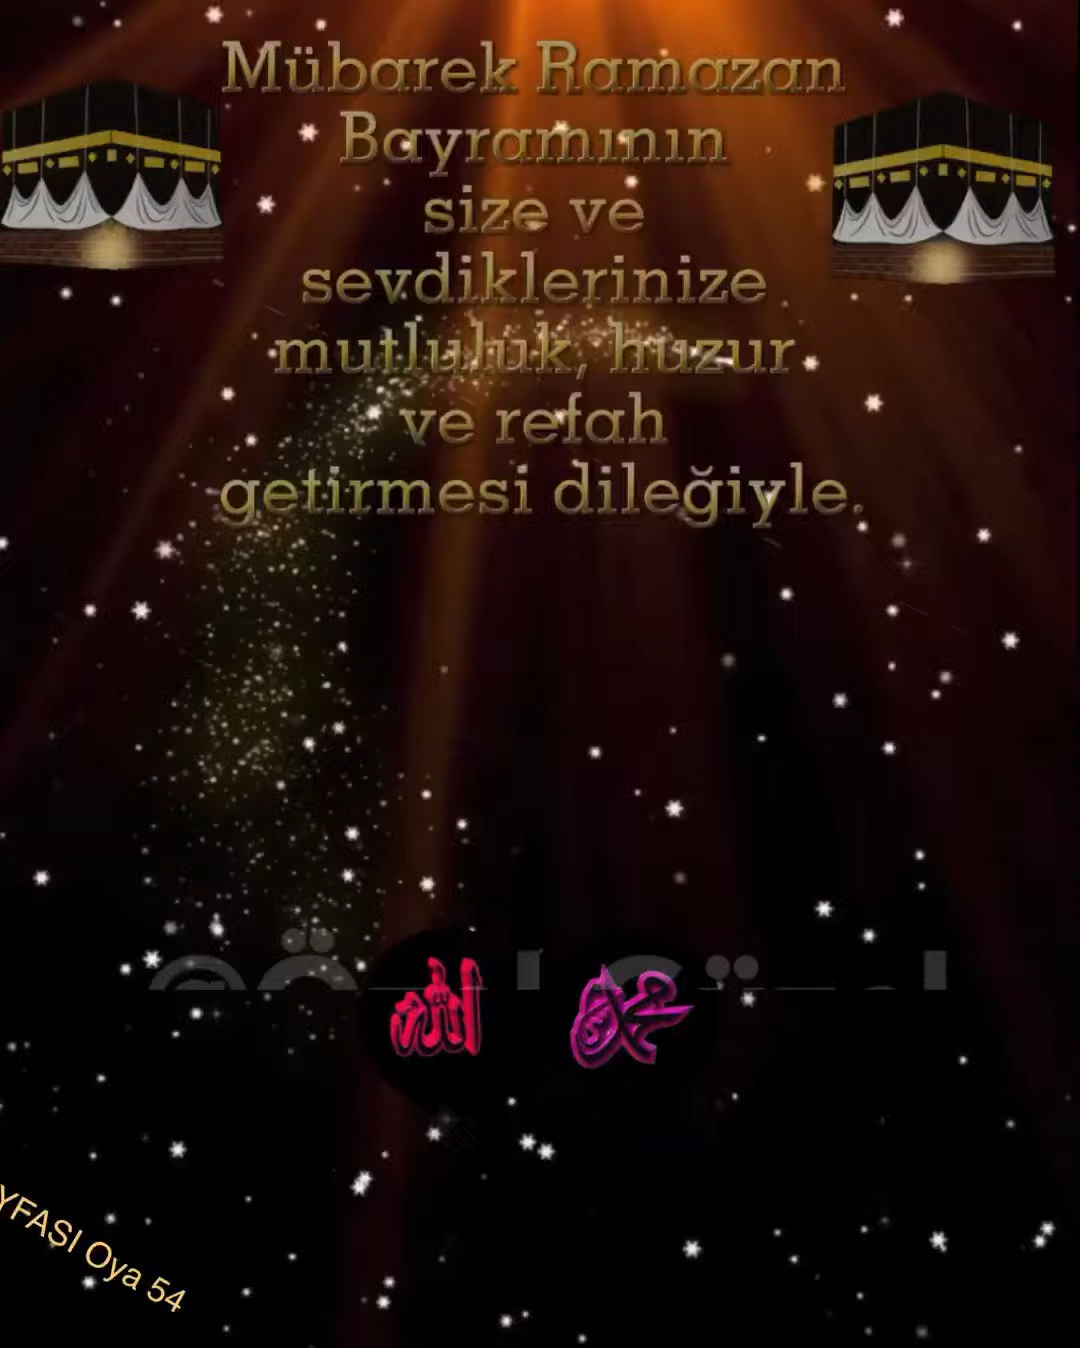 Mübarek Ramazan
Bayramının
size ve
sevdiklerinize
mutluluk, huzur
ve refah
getirmesi dileğiyle.
الله
محمد
YFASI Oya 54